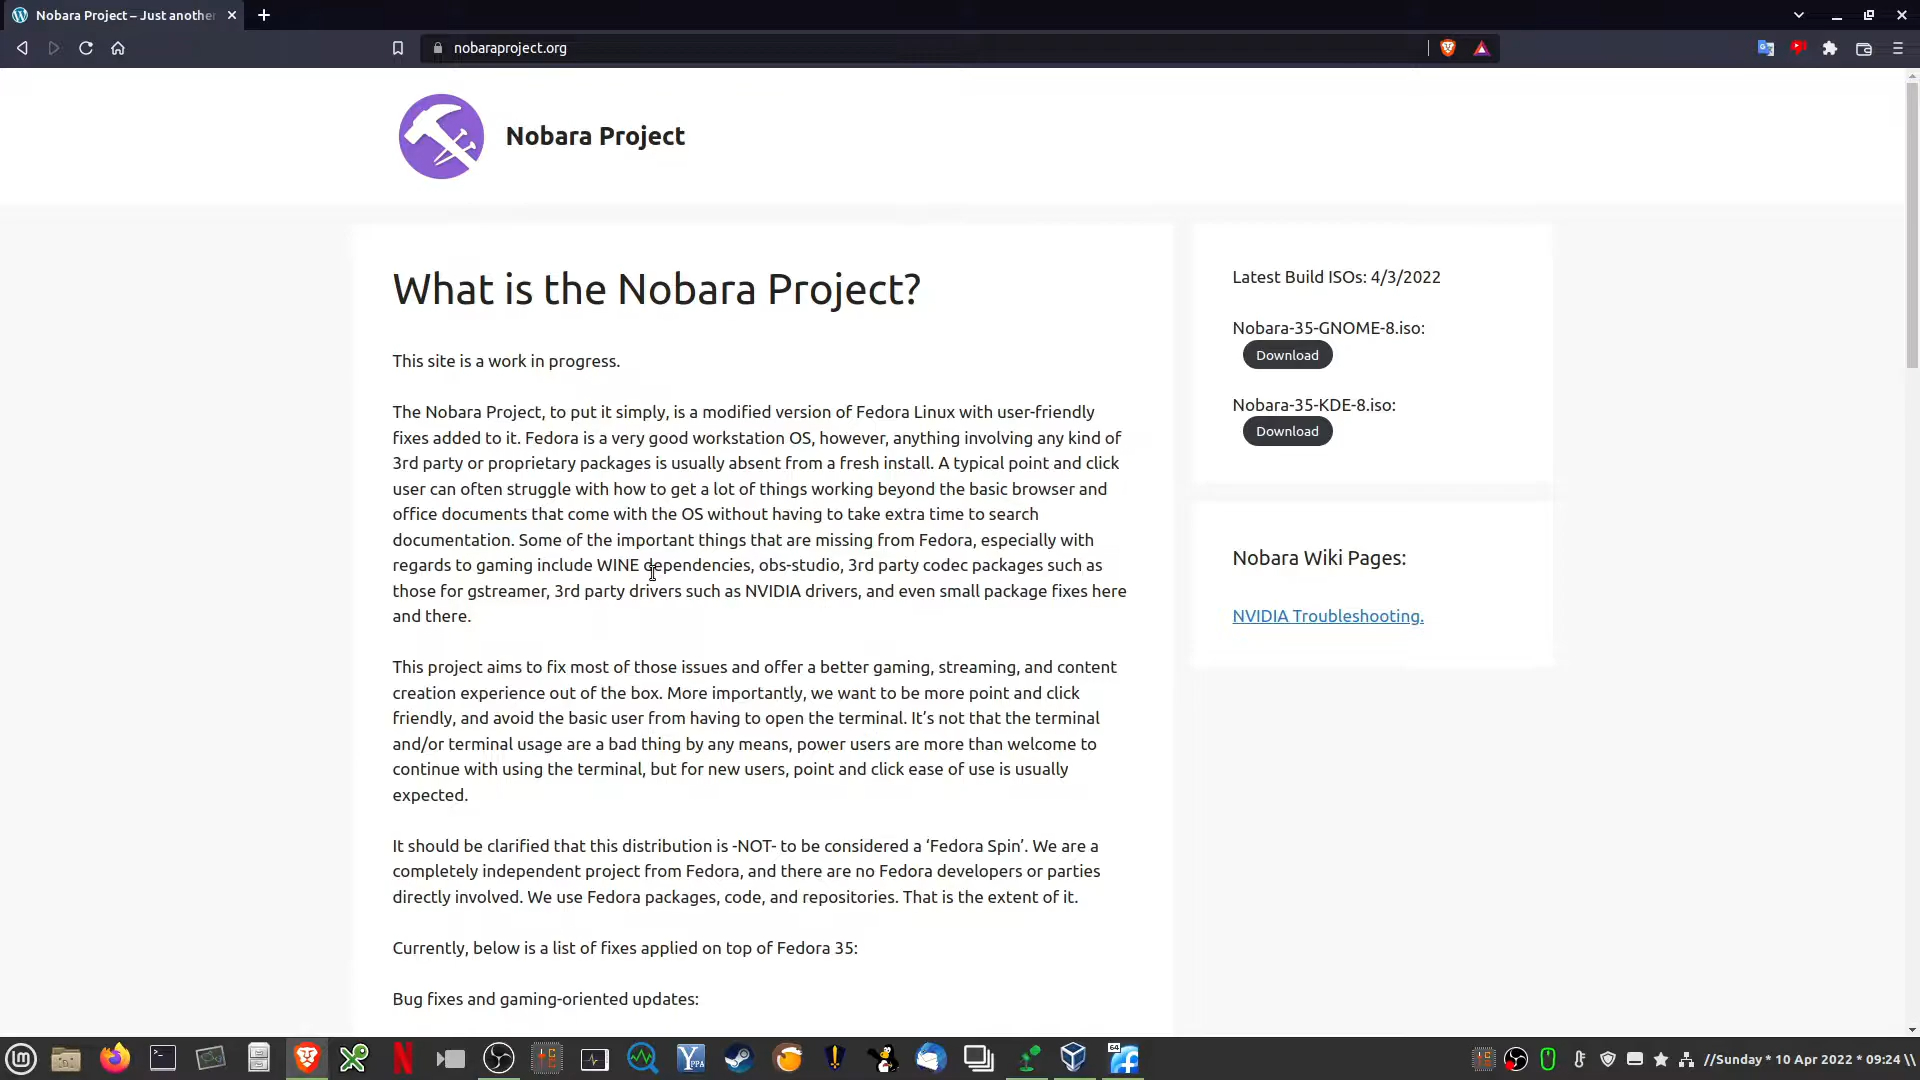 Nobara Project – Just anothe
nobaraproject.org
Nobara Project
What is the Nobara Project?
This site is a work in progress.
The Nobara Project, to put it simply, is a modified version of Fedora Linux with user-friendly
fixes added to it. Fedora is a very good workstation OS, however, anything involving any kind of
3rd party or proprietary packages is usually absent from a fresh install. A typical point and click
user can often struggle with how to get a lot of things working beyond the basic browser and
office documents that come with the OS without having to take extra time to search
documentation. Some of the important things that are missing from Fedora, especially with
regards to gaming include WINE dependencies, obs-studio, 3rd party codec packages such as
those for gstreamer, 3rd party drivers such as NVIDIA drivers, and even small package fixes here
and there.
This project aims to fix most of those issues and offer a better gaming, streaming, and content
creation experience out of the box. More importantly, we want to be more point and click
friendly, and avoid the basic user from having to open the terminal. It’s not that the terminal
and/or terminal usage are a bad thing by any means, power users are more than welcome to
continue with using the terminal, but for new users, point and click ease of use is usually
expected.
It should be clarified that this distribution is -NOT- to be considered a ‘Fedora Spin’. We are a
completely independent project from Fedora, and there are no Fedora developers or parties
directly involved. We use Fedora packages, code, and repositories. That is the extent of it.
Currently, below is a list of fixes applied on top of Fedora 35:
Bug fixes and gaming-oriented updates:
Latest Build ISOs: 4/3/2022
Nobara-35-GNOME-8.iso:
Download
Nobara-35-KDE-8.iso:
Download
Nobara Wiki Pages:
NVIDIA Troubleshooting.
64
//Sunday * 10 Apr 2022 * 09:24 \\